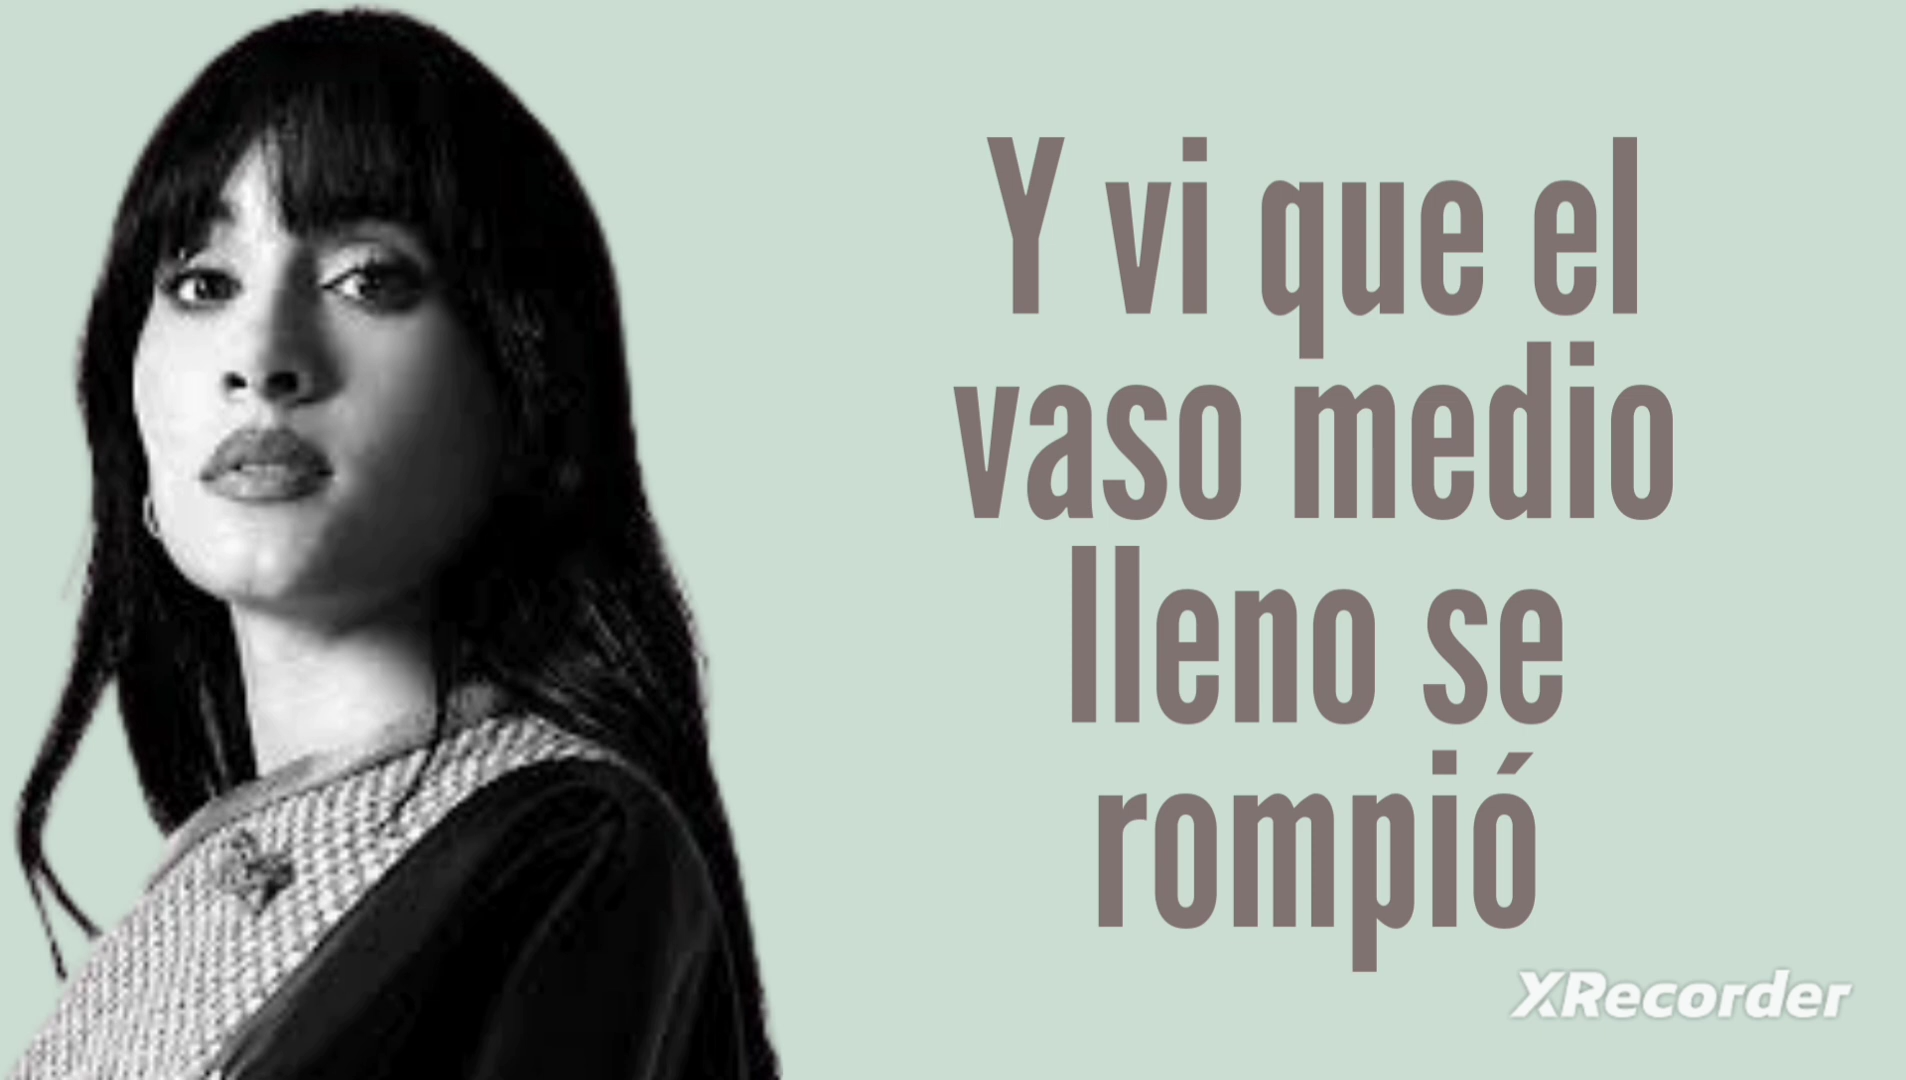 Y vi que el
vaso medio
lleno se
rompió
XRecorder